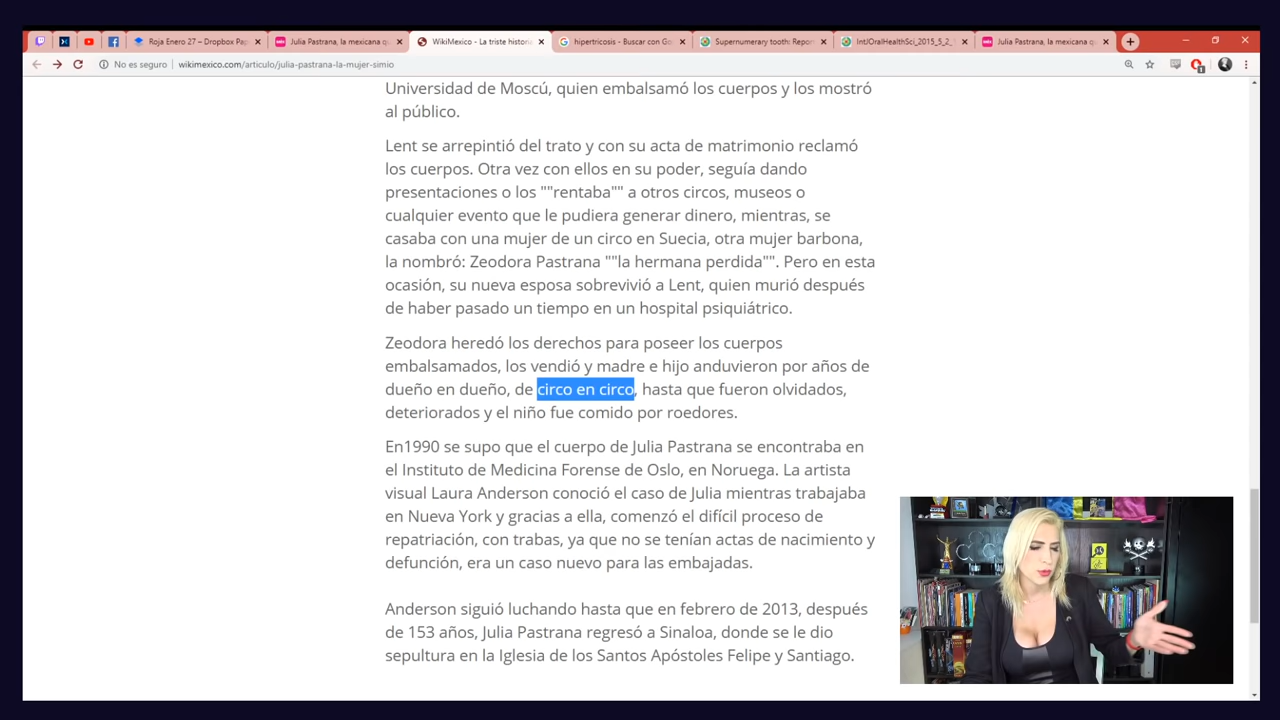 Roja Enero 27 – Dropbox Pap
Julia Pastrana, la mexicana qu
WikiMexico - La triste histori
hipertricosis - Buscar con Go
Supernumerary tooth: Repor
IntJOralHealthSci_2015_5_2_
Julia Pastrana, la mexicana qu
No es seguro | wikimexico.com/articulo/julia-pastrana-la-mujer-simio
Universidad de Moscú, quien embalsamó los cuerpos y los mostró
al público.
Lent se arrepintió del trato y con su acta de matrimonio reclamó
los cuerpos. Otra vez con ellos en su poder, seguía dando
presentaciones o los ""rentaba"" a otros circos, museos o
cualquier evento que le pudiera generar dinero, mientras, se
casaba con una mujer de un circo en Suecia, otra mujer barbona,
la nombró: Zeodora Pastrana ""la hermana perdida"". Pero en esta
ocasión, su nueva esposa sobrevivió a Lent, quien murió después
de haber pasado un tiempo en un hospital psiquiátrico.
Zeodora heredó los derechos para poseer los cuerpos
embalsamados, los vendió y madre e hijo anduvieron por años de
dueño en dueño, de circo en circo, hasta que fueron olvidados,
deteriorados y el niño fue comido por roedores.
En1990 se supo que el cuerpo de Julia Pastrana se encontraba en
el Instituto de Medicina Forense de Oslo, en Noruega. La artista
visual Laura Anderson conoció el caso de Julia mientras trabajaba
en Nueva York y gracias a ella, comenzó el difícil proceso de
repatriación, con trabas, ya que no se tenían actas de nacimiento y
defunción, era un caso nuevo para las embajadas.
Anderson siguió luchando hasta que en febrero de 2013, después
de 153 años, Julia Pastrana regresó a Sinaloa, donde se le dio
sepultura en la Iglesia de los Santos Apóstoles Felipe y Santiago.